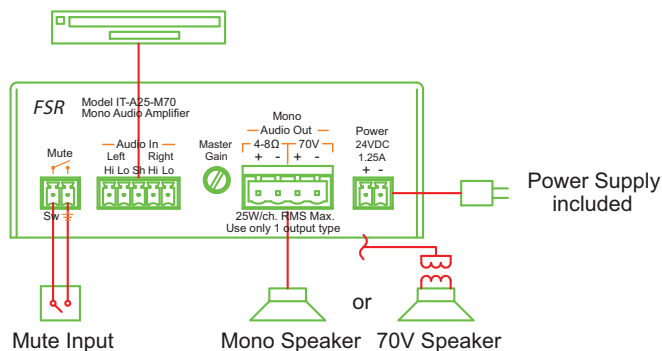 FSR
Model IT-A25-M70
Mono Audio Amplifier
Mute
Sw
Audio In
Left Right
Hi Lo Sh Hi Lo
Master
Gain
Mono
Audio Out
4-8Ω 70V
+ - + -
25W/ch. RMS Max.
Use only 1 output type
Power
24VDC
1.25A
+ -
Power Supply
included
or
Mute Input
Mono Speaker
70V Speaker